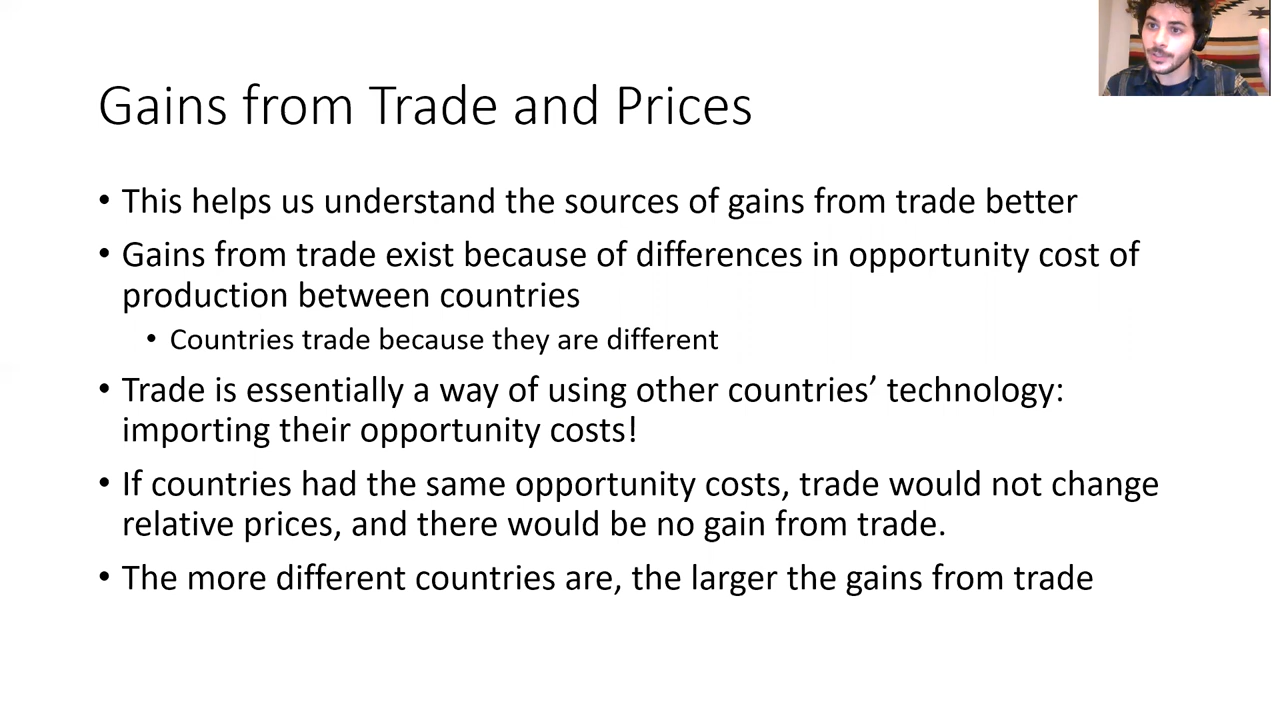 Gains from Trade and Prices
• This helps us understand the sources of gains from trade better
• Gains from trade exist because of differences in opportunity cost of
production between countries
• Countries trade because they are different
• Trade is essentially a way of using other countries’ technology:
importing their opportunity costs!
• If countries had the same opportunity costs, trade would not change
relative prices, and there would be no gain from trade.
• The more different countries are, the larger the gains from trade